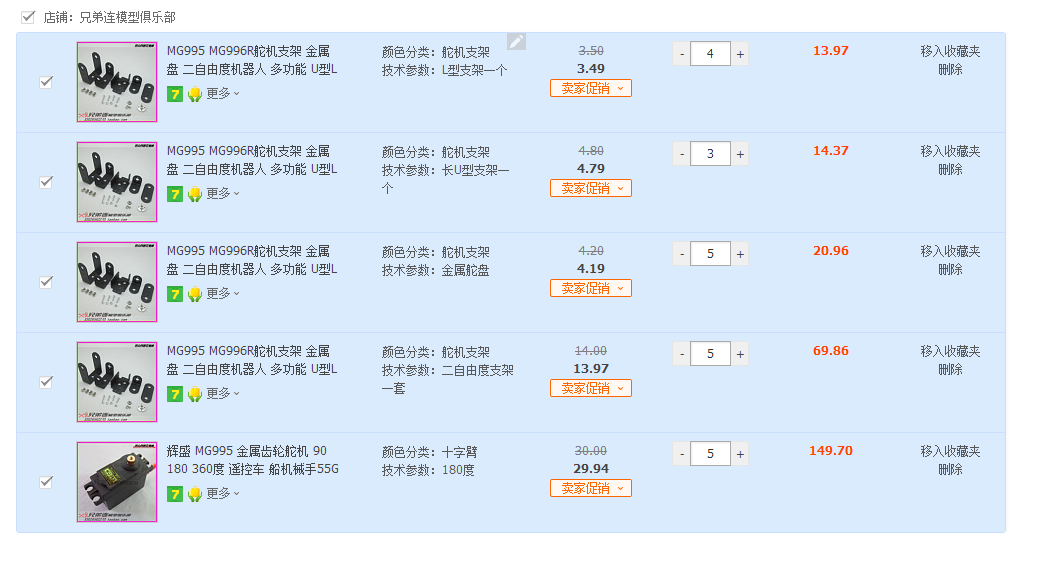 店铺：兄弟连模型俱乐部
MG995 MG996R舵机支架 金属
盘 二自由度机器人 多功能 U型L
7 更多
颜色分类：舵机支架
技术参数：L型支架一个
3.50
3.49
卖家促销
- 4 +
13.97
移入收藏夹
删除
MG995 MG996R舵机支架 金属
盘 二自由度机器人 多功能 U型L
7 更多
颜色分类：舵机支架
技术参数：长U型支架一
个
4.80
4.79
卖家促销
- 3 +
14.37
移入收藏夹
删除
MG995 MG996R舵机支架 金属
盘 二自由度机器人 多功能 U型L
7 更多
颜色分类：舵机支架
技术参数：金属舵盘
4.20
4.19
卖家促销
- 5 +
20.96
移入收藏夹
删除
MG995 MG996R舵机支架 金属
盘 二自由度机器人 多功能 U型L
7 更多
颜色分类：舵机支架
技术参数：二自由度支架
一套
14.00
13.97
卖家促销
- 5 +
69.86
移入收藏夹
删除
辉盛 MG995 金属齿轮舵机 90
180 360度 遥控车 船机械手55G
7 更多
颜色分类：十字臂
技术参数：180度
30.00
29.94
卖家促销
- 5 +
149.70
移入收藏夹
删除